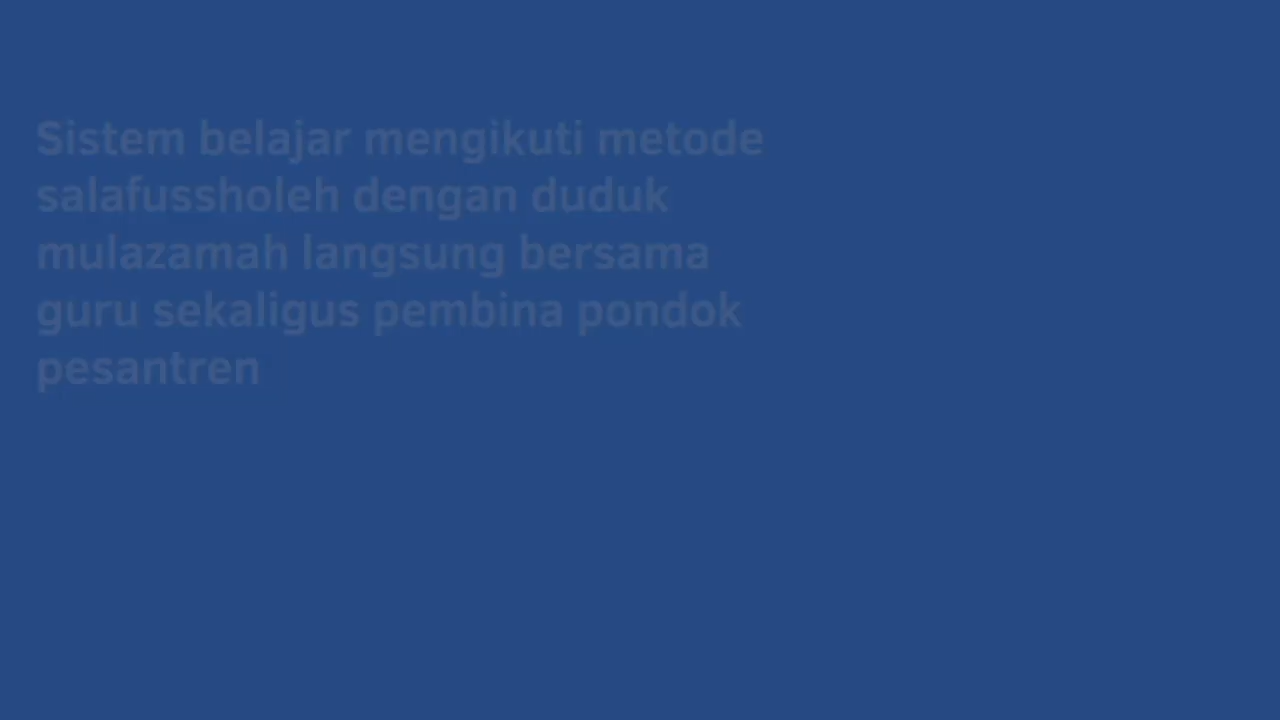 Sistem belajar mengikuti metode
salafussholeh dengan duduk
mulazamah langsung bersama
guru sekaligus pembina pondok
pesantren